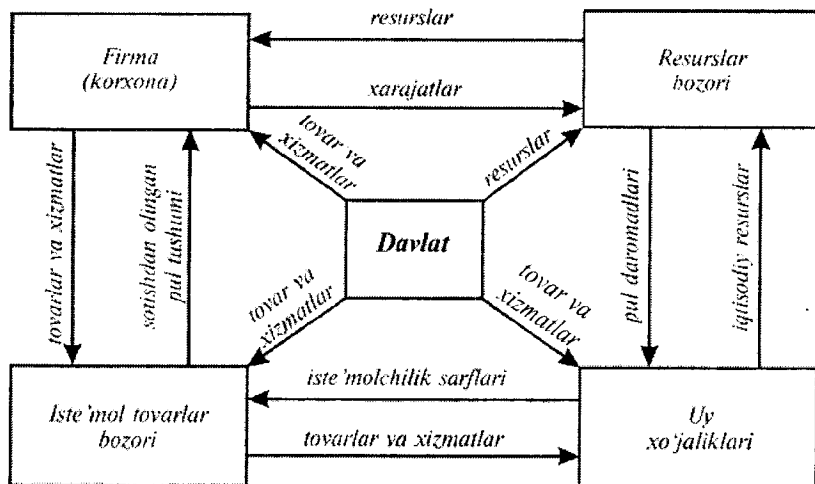 resurslar
Firma
(korxona)
Resurslar
bozori
xarajatlar
tovar va
xizmatlar
resurslar
tovarlar va xizmatlar
sotishdan olingan
pul tushumi
Davlat
pul daromadlari
iqtisodiy resurslar
tovar va
xizmatlar
tovar va
xizmatlar
iste'molchilik sarflari
Iste'mol tovarlar
bozori
tovarlar va xizmatlar
Uy
xo'jaliklari